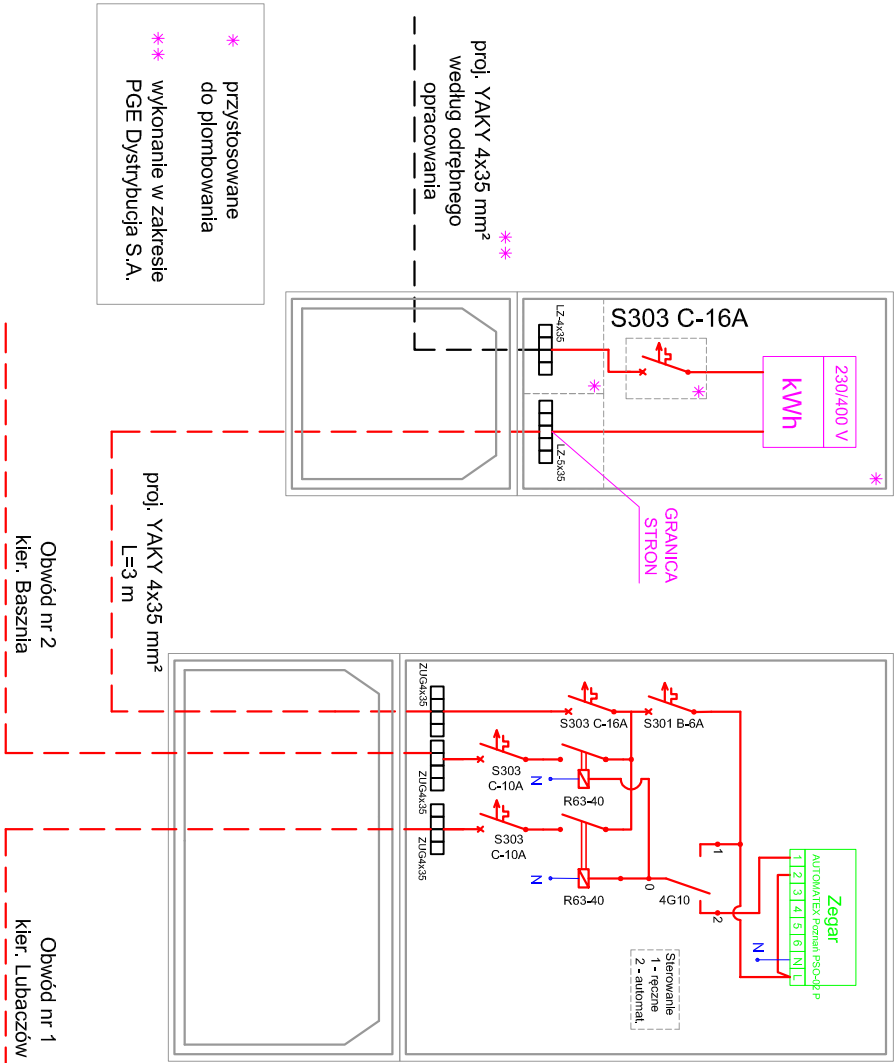 przystosowane
do plombowania
wykonanie w zakresie
PGE Dystrybucja S.A.
proj. YAKY 4x35 mm²
według odrębnego
opracowania
S303 C-16A
230/400 V
kWh
LZ-4x35
LZ-5x35
GRANICA
STRON
proj. YAKY 4x35 mm²
L=3 m
Obwód nr 2
kier. Basznia
Obwód nr 1
kier. Lubaczów
ZUG4x35
ZUG4x35
ZUG4x35
S303 C-16A
S301 B-6A
S303
C-10A
R63-40
N
S303
C-10A
R63-40
N
0
1
2
4G10
Zegar
AUTOMATEX Poznań PSO-02 P
1 2 3 4 5 6 N L
N
Sterowanie
1 - ręczne
2 - automat.